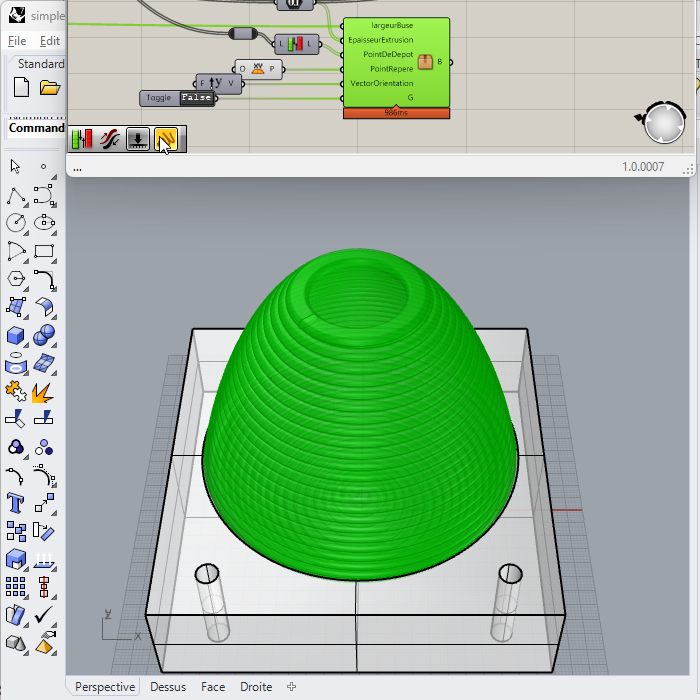 simple
File Edit
Standard
Command
largeurBuse
EpaisseurExtrusion
PointDeDepot
PointRepere
VectorOrientation
G
B
L L
O XY P
F y V
Toggle False
986ms
...
1.0.0007
y
x
Perspective Dessus Face Droite